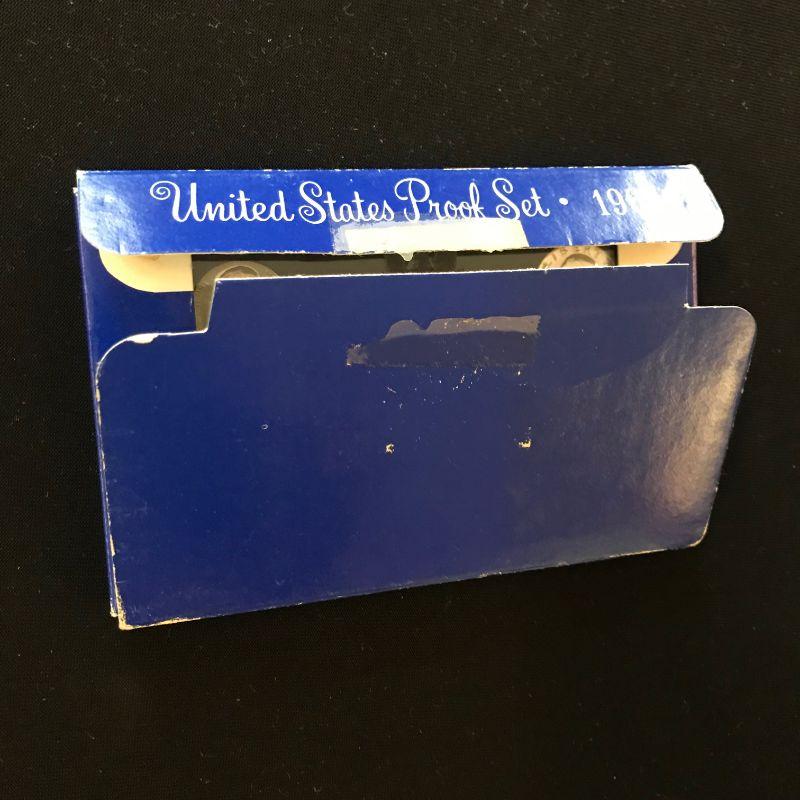 United States Proof Set •